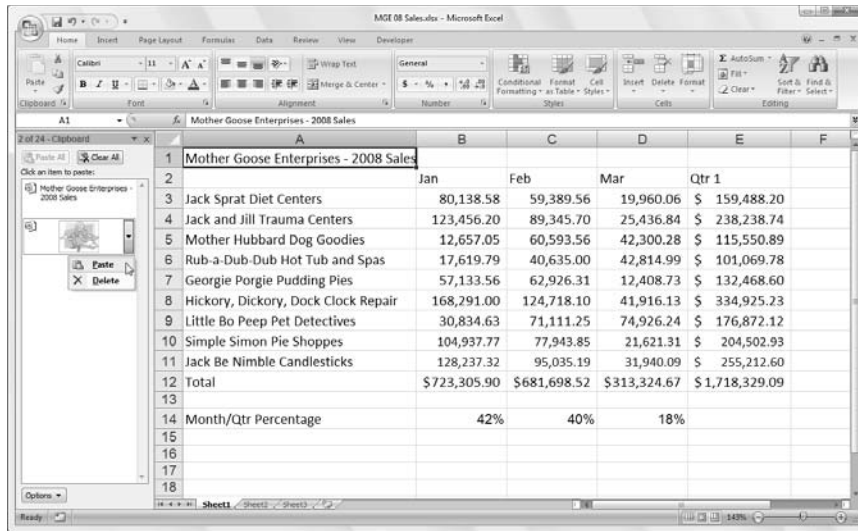 MGE 08 Sales.xlsx - Microsoft Excel
Home Insert Page Layout Formulas Data Review View Developer
Calibri 11 Wrap Text General Σ AutoSum
Paste B I U Merge & Center $ % , Conditional Formatting Format as Table Cell Styles Insert Delete Format Fill Clear Sort & Filter Find & Select
Clipboard Font Alignment Number Styles Cells Editing
A1 fx Mother Goose Enterprises - 2008 Sales
2 of 24 - Clipboard
Paste All Clear All
Click an item to paste:
Mother Goose Enterprises - 2008 Sales
Paste
Delete
Options
A B C D E F
1 Mother Goose Enterprises - 2008 Sales
2 Jan Feb Mar Qtr 1
3 Jack Sprat Diet Centers 80,138.58 59,389.56 19,960.06 $ 159,488.20
4 Jack and Jill Trauma Centers 123,456.20 89,345.70 25,436.84 $ 238,238.74
5 Mother Hubbard Dog Goodies 12,657.05 60,593.56 42,300.28 $ 115,550.89
6 Rub-a-Dub-Dub Hot Tub and Spas 17,619.79 40,635.00 42,814.99 $ 101,069.78
7 Georgie Porgie Pudding Pies 57,133.56 62,926.31 12,408.73 $ 132,468.60
8 Hickory, Dickory, Dock Clock Repair 168,291.00 124,718.10 41,916.13 $ 334,925.23
9 Little Bo Peep Pet Detectives 30,834.63 71,111.25 74,926.24 $ 176,872.12
10 Simple Simon Pie Shoppes 104,937.77 77,943.85 21,621.31 $ 204,502.93
11 Jack Be Nimble Candlesticks 128,237.32 95,035.19 31,940.09 $ 255,212.60
12 Total $723,305.90 $681,698.52 $313,324.67 $1,718,329.09
13
14 Month/Qtr Percentage 42% 40% 18%
15
16
17
18
Sheet1 Sheet2 Sheet3
Ready 143%